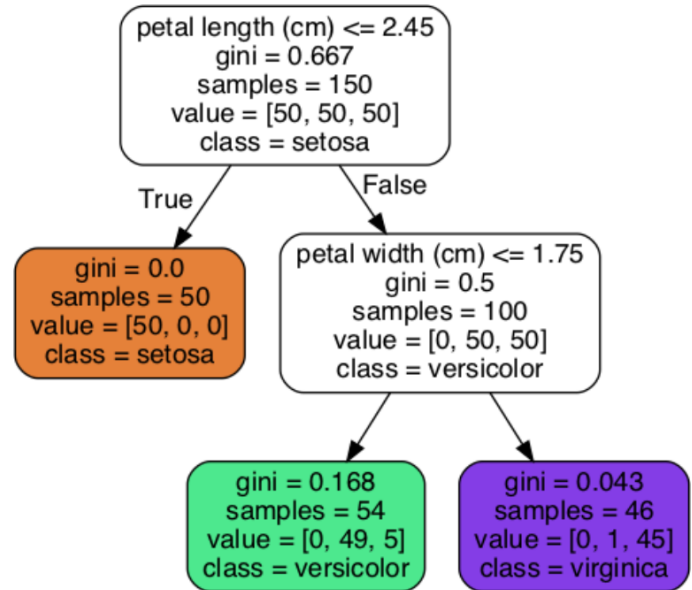 petal length (cm) <= 2.45
gini = 0.667
samples = 150
value = [50, 50, 50]
class = setosa
True
False
gini = 0.0
samples = 50
value = [50, 0, 0]
class = setosa
petal width (cm) <= 1.75
gini = 0.5
samples = 100
value = [0, 50, 50]
class = versicolor
gini = 0.168
samples = 54
value = [0, 49, 5]
class = versicolor
gini = 0.043
samples = 46
value = [0, 1, 45]
class = virginica